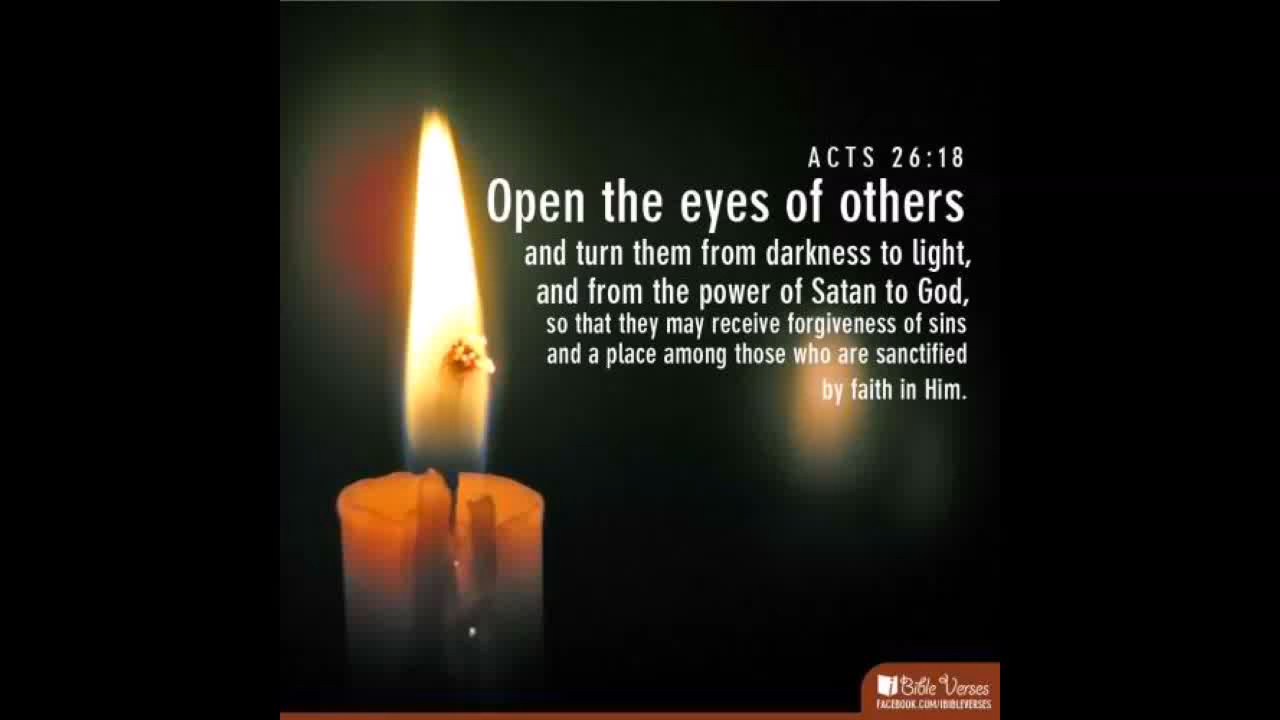 ACTS 26:18
Open the eyes of others
and turn them from darkness to light,
and from the power of Satan to God,
so that they may receive forgiveness of sins
and a place among those who are sanctified
by faith in Him.
i Bible Verses
FACEBOOK.COM/IBIBLEVERSES